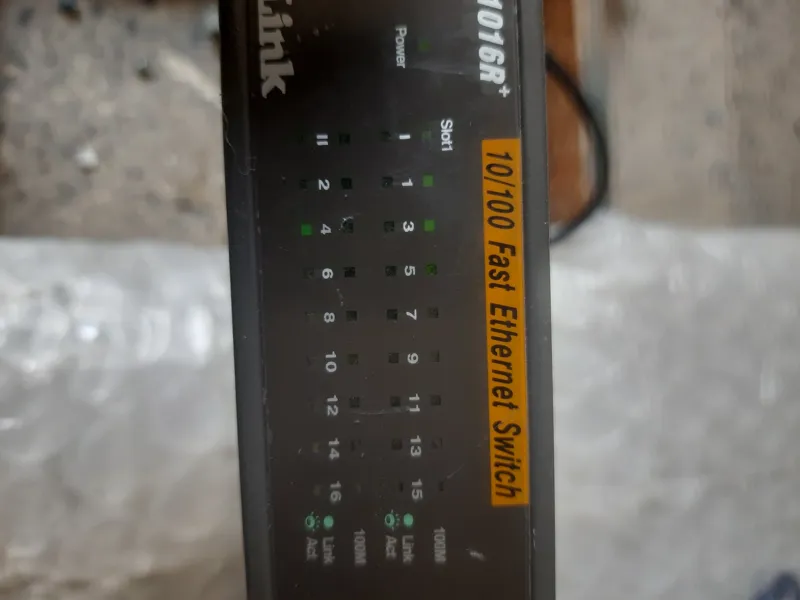 1016R+
10/100 Fast Ethernet Switch
Slot1
100M
Power
I 1 3 5 7 9 11 13 15
Link
Act
100M
II 2 4 6 8 10 12 14 16
Link
Act
Link